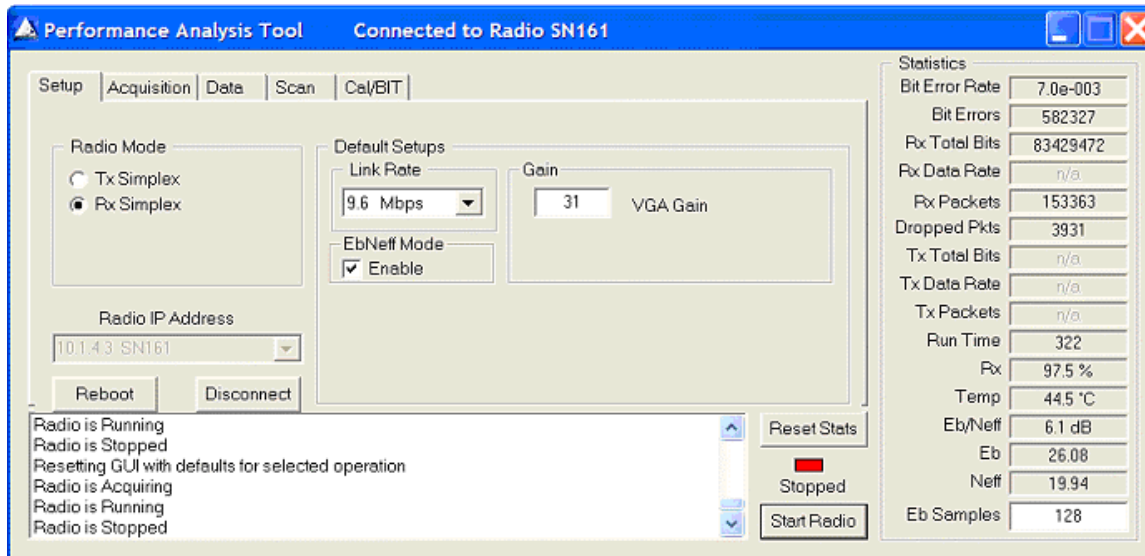 Performance Analysis Tool Connected to Radio SN161
Setup Acquisition Data Scan Cal/BIT
Radio Mode
Tx Simplex
Rx Simplex
Default Setups
Link Rate
9.6 Mbps
EbNeff Mode
Enable
Gain
31 VGA Gain
Radio IP Address
10.1.4.3 SN161
Reboot Disconnect
Radio is Running
Radio is Stopped
Resetting GUI with defaults for selected operation
Radio is Acquiring
Radio is Running
Radio is Stopped
Reset Stats
Stopped
Start Radio
Statistics
Bit Error Rate 7.0e-003
Bit Errors 582327
Rx Total Bits 83429472
Rx Data Rate n/a
Rx Packets 153363
Dropped Pkts 3931
Tx Total Bits n/a
Tx Data Rate n/a
Tx Packets n/a
Run Time 322
Rx 97.5 %
Temp 44.5 °C
Eb/Neff 6.1 dB
Eb 26.08
Neff 19.94
Eb Samples 128